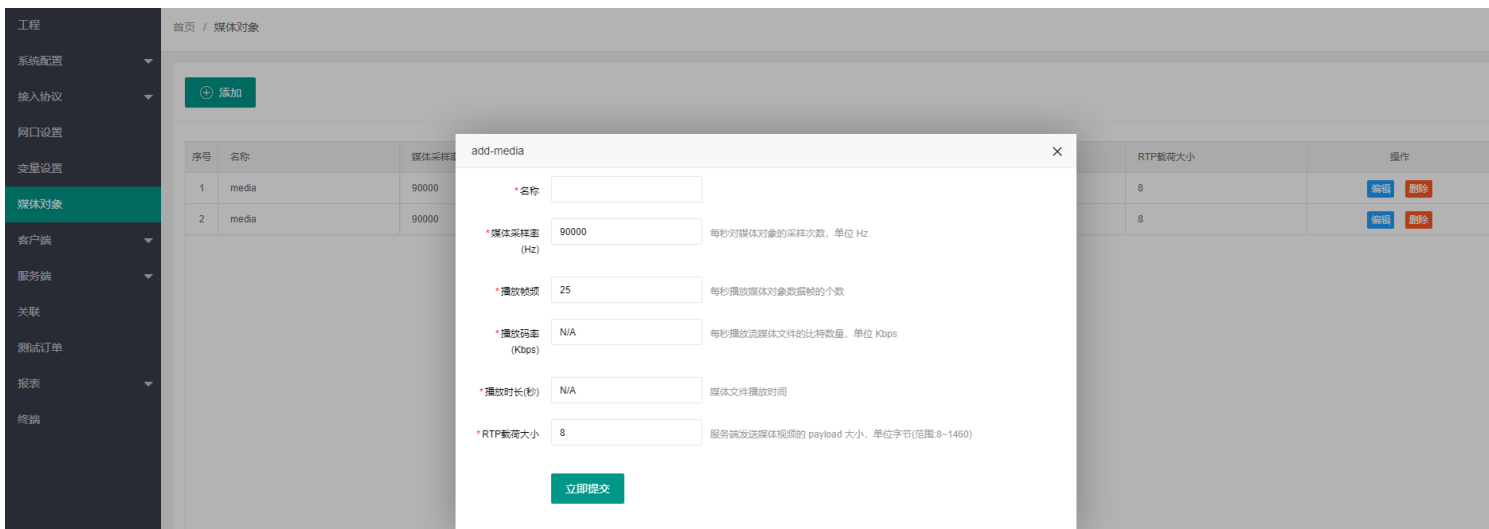 工程
系统配置
接入协议
网口设置
变量设置
媒体对象
客户端
服务端
关联
测试订单
报表
终端
首页 / 媒体对象
添加
序号 名称 媒体采样率 RTP载荷大小 操作
1 media 90000 8 编辑 删除
2 media 90000 8 编辑 删除
add-media
*名称
*媒体采样率(Hz) 90000 每秒对媒体对象的采样次数，单位 Hz
*播放帧频 25 每秒播放媒体对象数据帧的个数
*播放码率(Kbps) N/A 每秒播放流媒体文件的比特数量，单位 Kbps
*播放时长(秒) N/A 媒体文件播放时间
*RTP载荷大小 8 服务端发送媒体视频的 payload 大小，单位字节(范围:8~1460)
立即提交